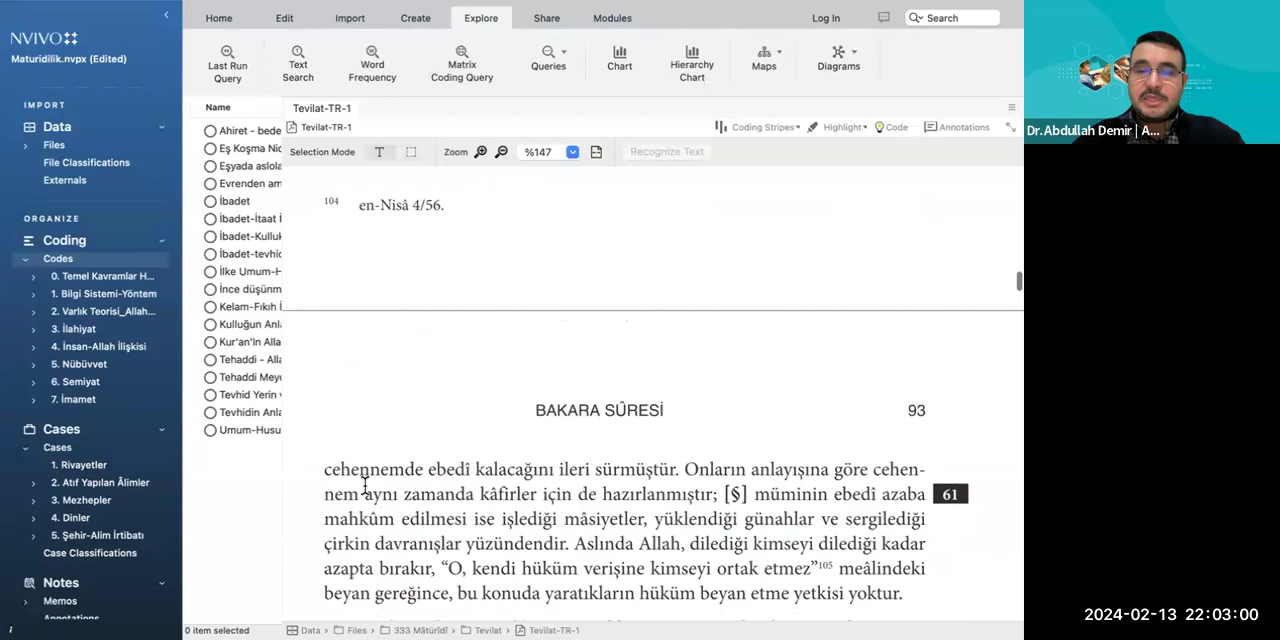 Home
Edit
Import
Create
Explore
Share
Modules
Log In
Search
NVIVO
Maturidilik.nvpx (Edited)
Last Run Query
Text Search
Word Frequency
Matrix Coding Query
Queries
Chart
Hierarchy Chart
Maps
Diagrams
IMPORT
Data
Files
File Classifications
Externals
ORGANIZE
Coding
Codes
0. Temel Kavramlar H...
1. Bilgi Sistemi-Yöntem
2. Varlık Teorisi_Allah...
3. İlahiyat
4. İnsan-Allah İlişkisi
5. Nübüvvet
6. Semiyat
7. İmamet
Cases
Cases
1. Rivayetler
2. Atıf Yapılan Âlimler
3. Mezhepler
4. Dinler
5. Şehir-Alim İrtibatı
Case Classifications
Notes
Memos
Annotations
Name
Ahiret - bede
Eş Koşma Nic
Eşyada aslola
Evrenden am
İbadet
İbadet-İtaat İ
İbadet-Kulluk
İbadet-tevhid
İlke Umum-H
İnce düşünm
Kelam-Fıkıh İ
Kulluğun Anla
Kur'an'ın Alla
Tehaddi - Alla
Tehaddi Meyd
Tevhid Yerin v
Tevhidin Anla
Umum-Husu
Tevilat-TR-1
Tevilat-TR-1
Coding Stripes
Highlight
Code
Annotations
Selection Mode
T
Zoom
%147
Recognize Text
104 en-Nisâ 4/56.
BAKARA SÛRESİ 93
cehennemde ebedî kalacağını ileri sürmüştür. Onların anlayışına göre cehen-
nem aynı zamanda kâfirler için de hazırlanmıştır; [§] müminin ebedî azaba 61
mahkûm edilmesi ise işlediği mâsiyetler, yüklendiği günahlar ve sergilediği
çirkin davranışlar yüzündendir. Aslında Allah, dilediği kimseyi dilediği kadar
azapta bırakır, “O, kendi hüküm verişine kimseyi ortak etmez”105 meâlindeki
beyan gereğince, bu konuda yaratıkların hüküm beyan etme yetkisi yoktur.
0 item selected
Data
Files
333 Mâtürîdî
Tevilat
Tevilat-TR-1
Dr.Abdullah Demir | A...
2024-02-13 22:03:00